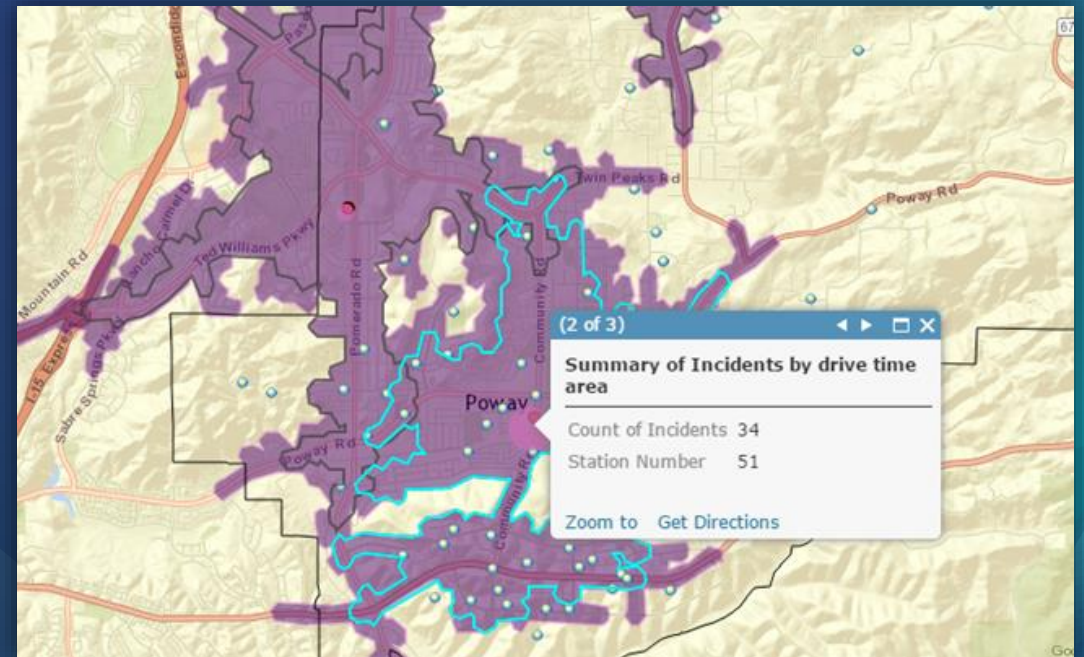 Escondido
Paso
67
Twin Peaks Rd
Poway Rd
Mountain Rd
Rancho Carmel D
Ted Williams Pkwy
Pomerado Rd
Community Rd
I-15 Express
Sabre Springs Pkwy
(2 of 3)
Summary of Incidents by drive time
area
Poway
Count of Incidents 34
Station Number 51
Poway Rd
Community Rd
Zoom to Get Directions